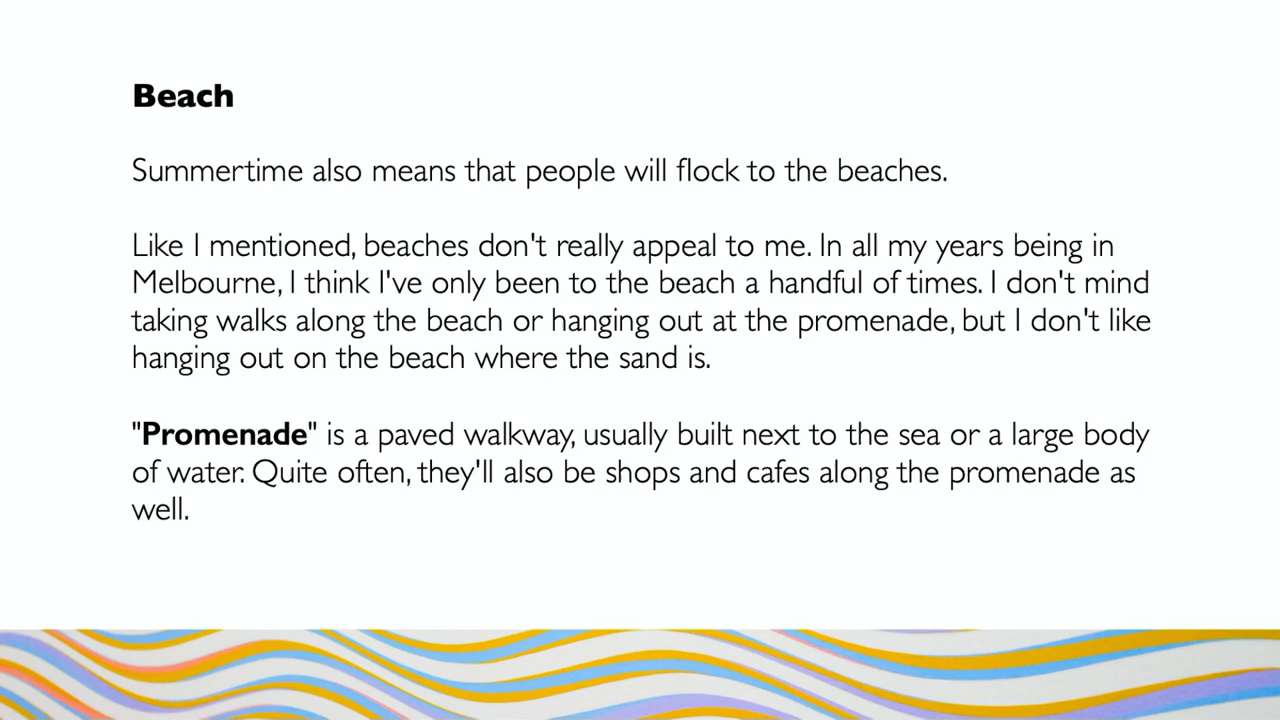 Beach
Summertime also means that people will flock to the beaches.
Like I mentioned, beaches don't really appeal to me. In all my years being in
Melbourne, I think I've only been to the beach a handful of times. I don't mind
taking walks along the beach or hanging out at the promenade, but I don't like
hanging out on the beach where the sand is.
"Promenade" is a paved walkway, usually built next to the sea or a large body
of water. Quite often, they'll also be shops and cafes along the promenade as
well.